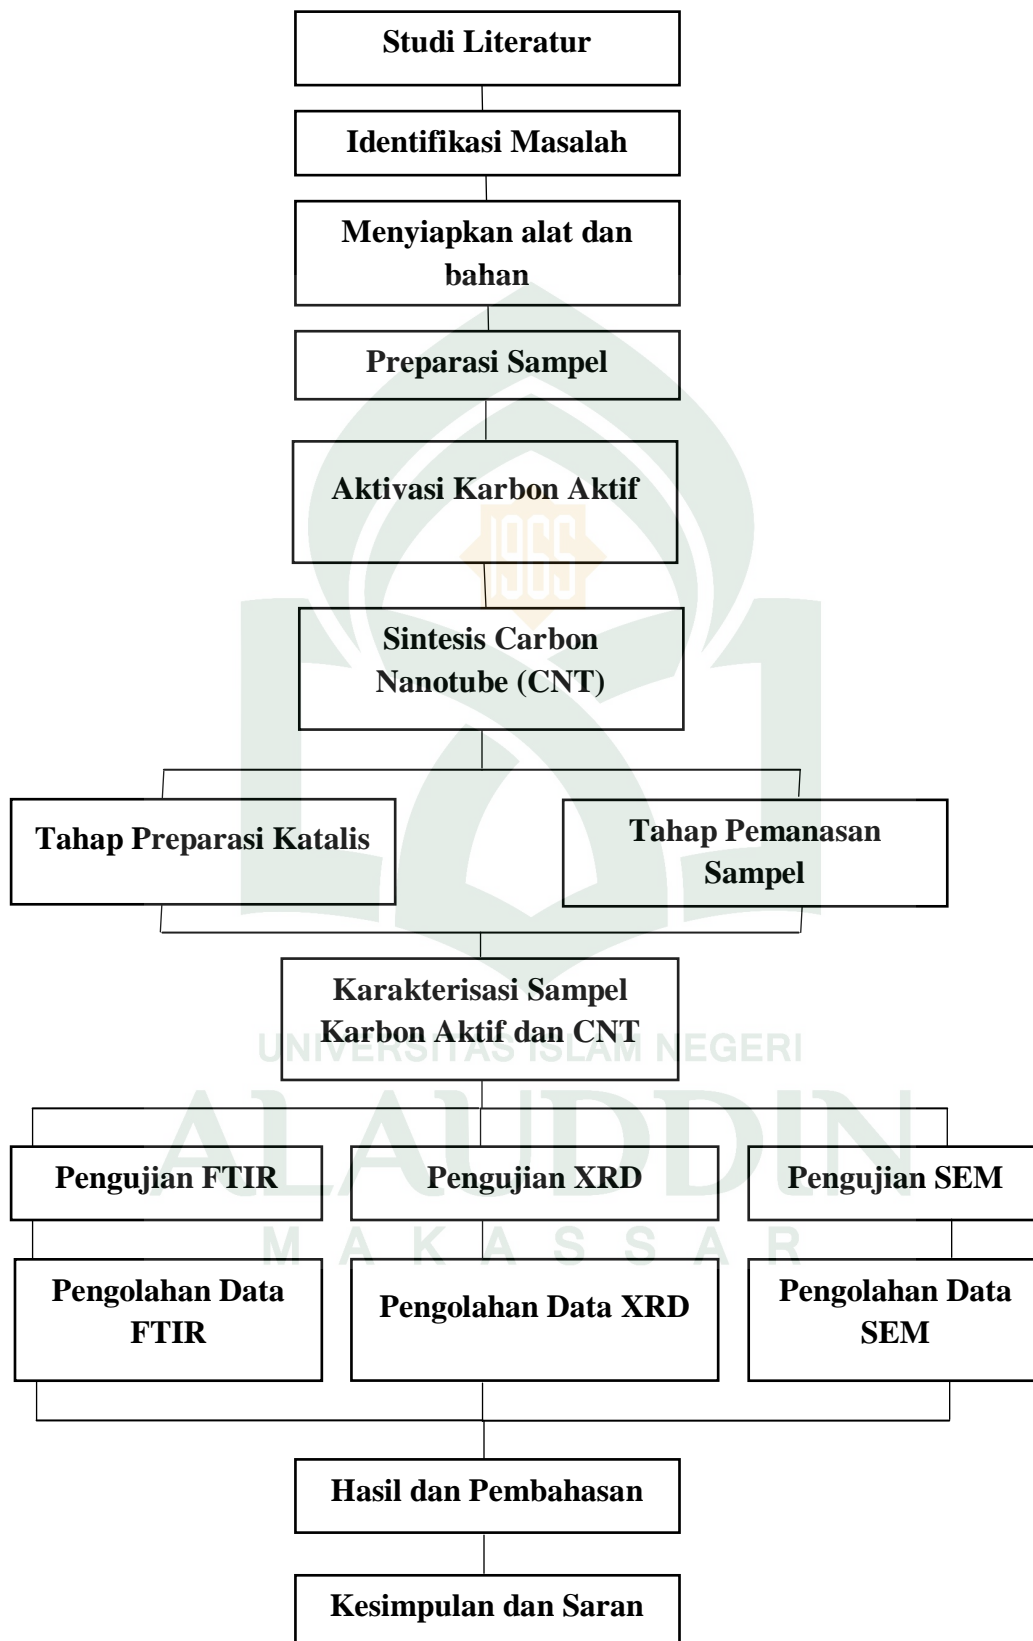 Studi Literatur
Identifikasi Masalah
Menyiapkan alat dan
bahan
Preparasi Sampel
Aktivasi Karbon Aktif
1965
Sintesis Carbon
Nanotube (CNT)
Tahap Preparasi Katalis
Tahap Pemanasan
Sampel
Karakterisasi Sampel
Karbon Aktif dan CNT
UNIVERSITAS ISLAM NEGERI
ALAUDDIN
Pengujian FTIR
Pengujian XRD
Pengujian SEM
MAKASSAR
Pengolahan Data
FTIR
Pengolahan Data XRD
Pengolahan Data
SEM
Hasil dan Pembahasan
Kesimpulan dan Saran